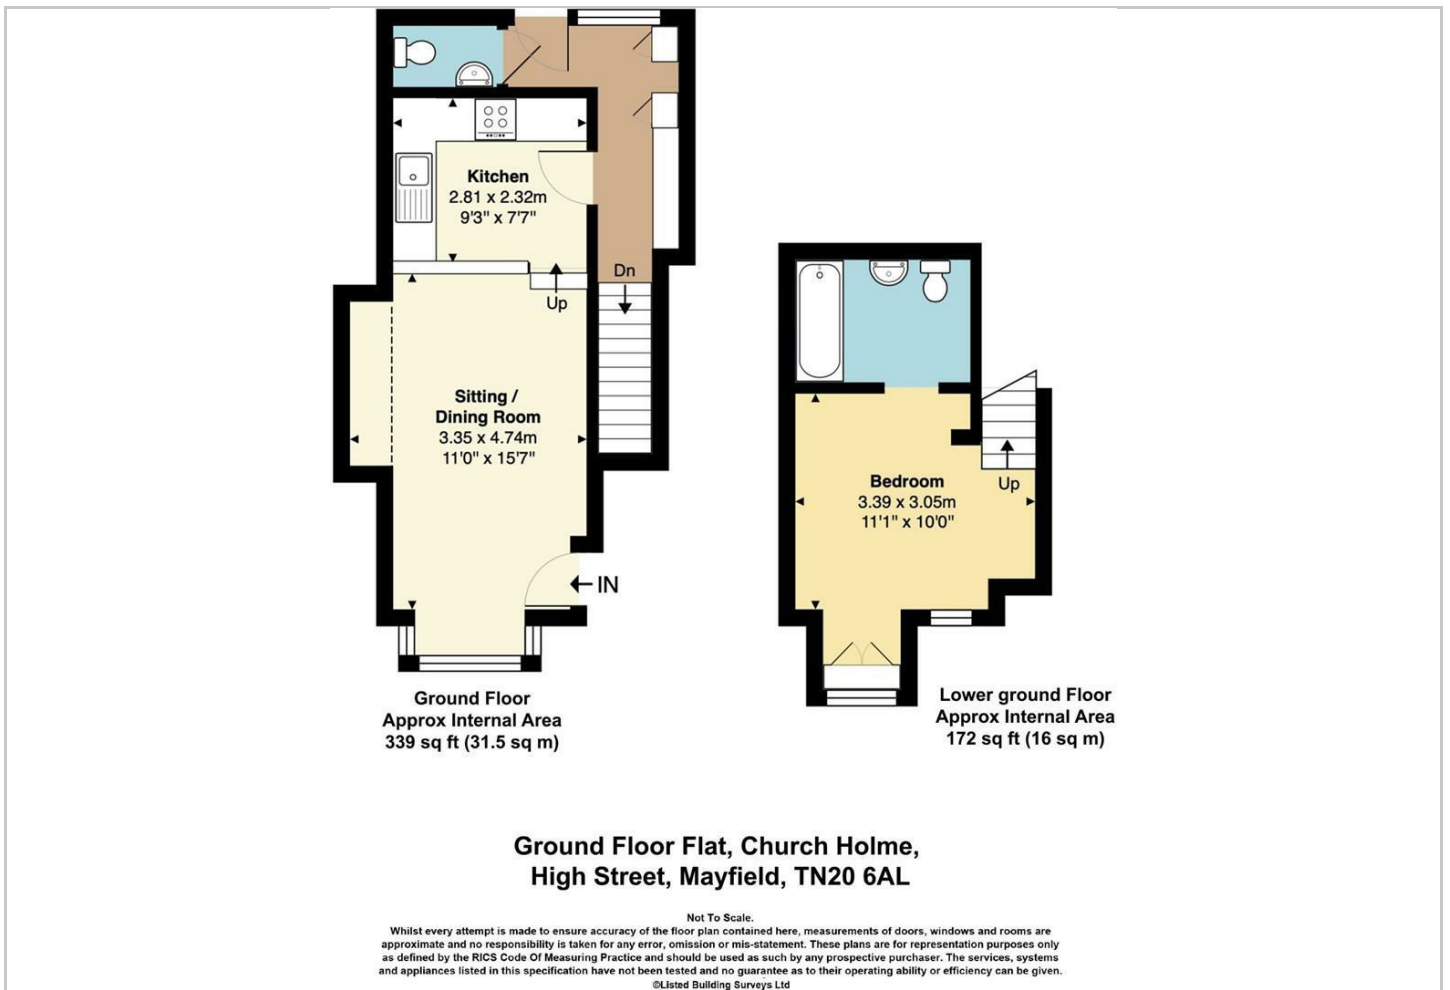 Kitchen
2.81 x 2.32m
9'3" x 7'7"
Dn
Up
Sitting /
Dining Room
3.35 x 4.74m
11'0" x 15'7"
IN
Ground Floor
Approx Internal Area
339 sq ft (31.5 sq m)
Bedroom
3.39 x 3.05m
11'1" x 10'0"
Up
Lower ground Floor
Approx Internal Area
172 sq ft (16 sq m)
Ground Floor Flat, Church Holme,
High Street, Mayfield, TN20 6AL
Not To Scale.
Whilst every attempt is made to ensure accuracy of the floor plan contained here, measurements of doors, windows and rooms are
approximate and no responsibility is taken for any error, omission or mis-statement. These plans are for representation purposes only
as defined by the RICS Code Of Measuring Practice and should be used as such by any prospective purchaser. The services, systems
and appliances listed in this specification have not been tested and no guarantee as to their operating ability or efficiency can be given.
©Listed Building Surveys Ltd